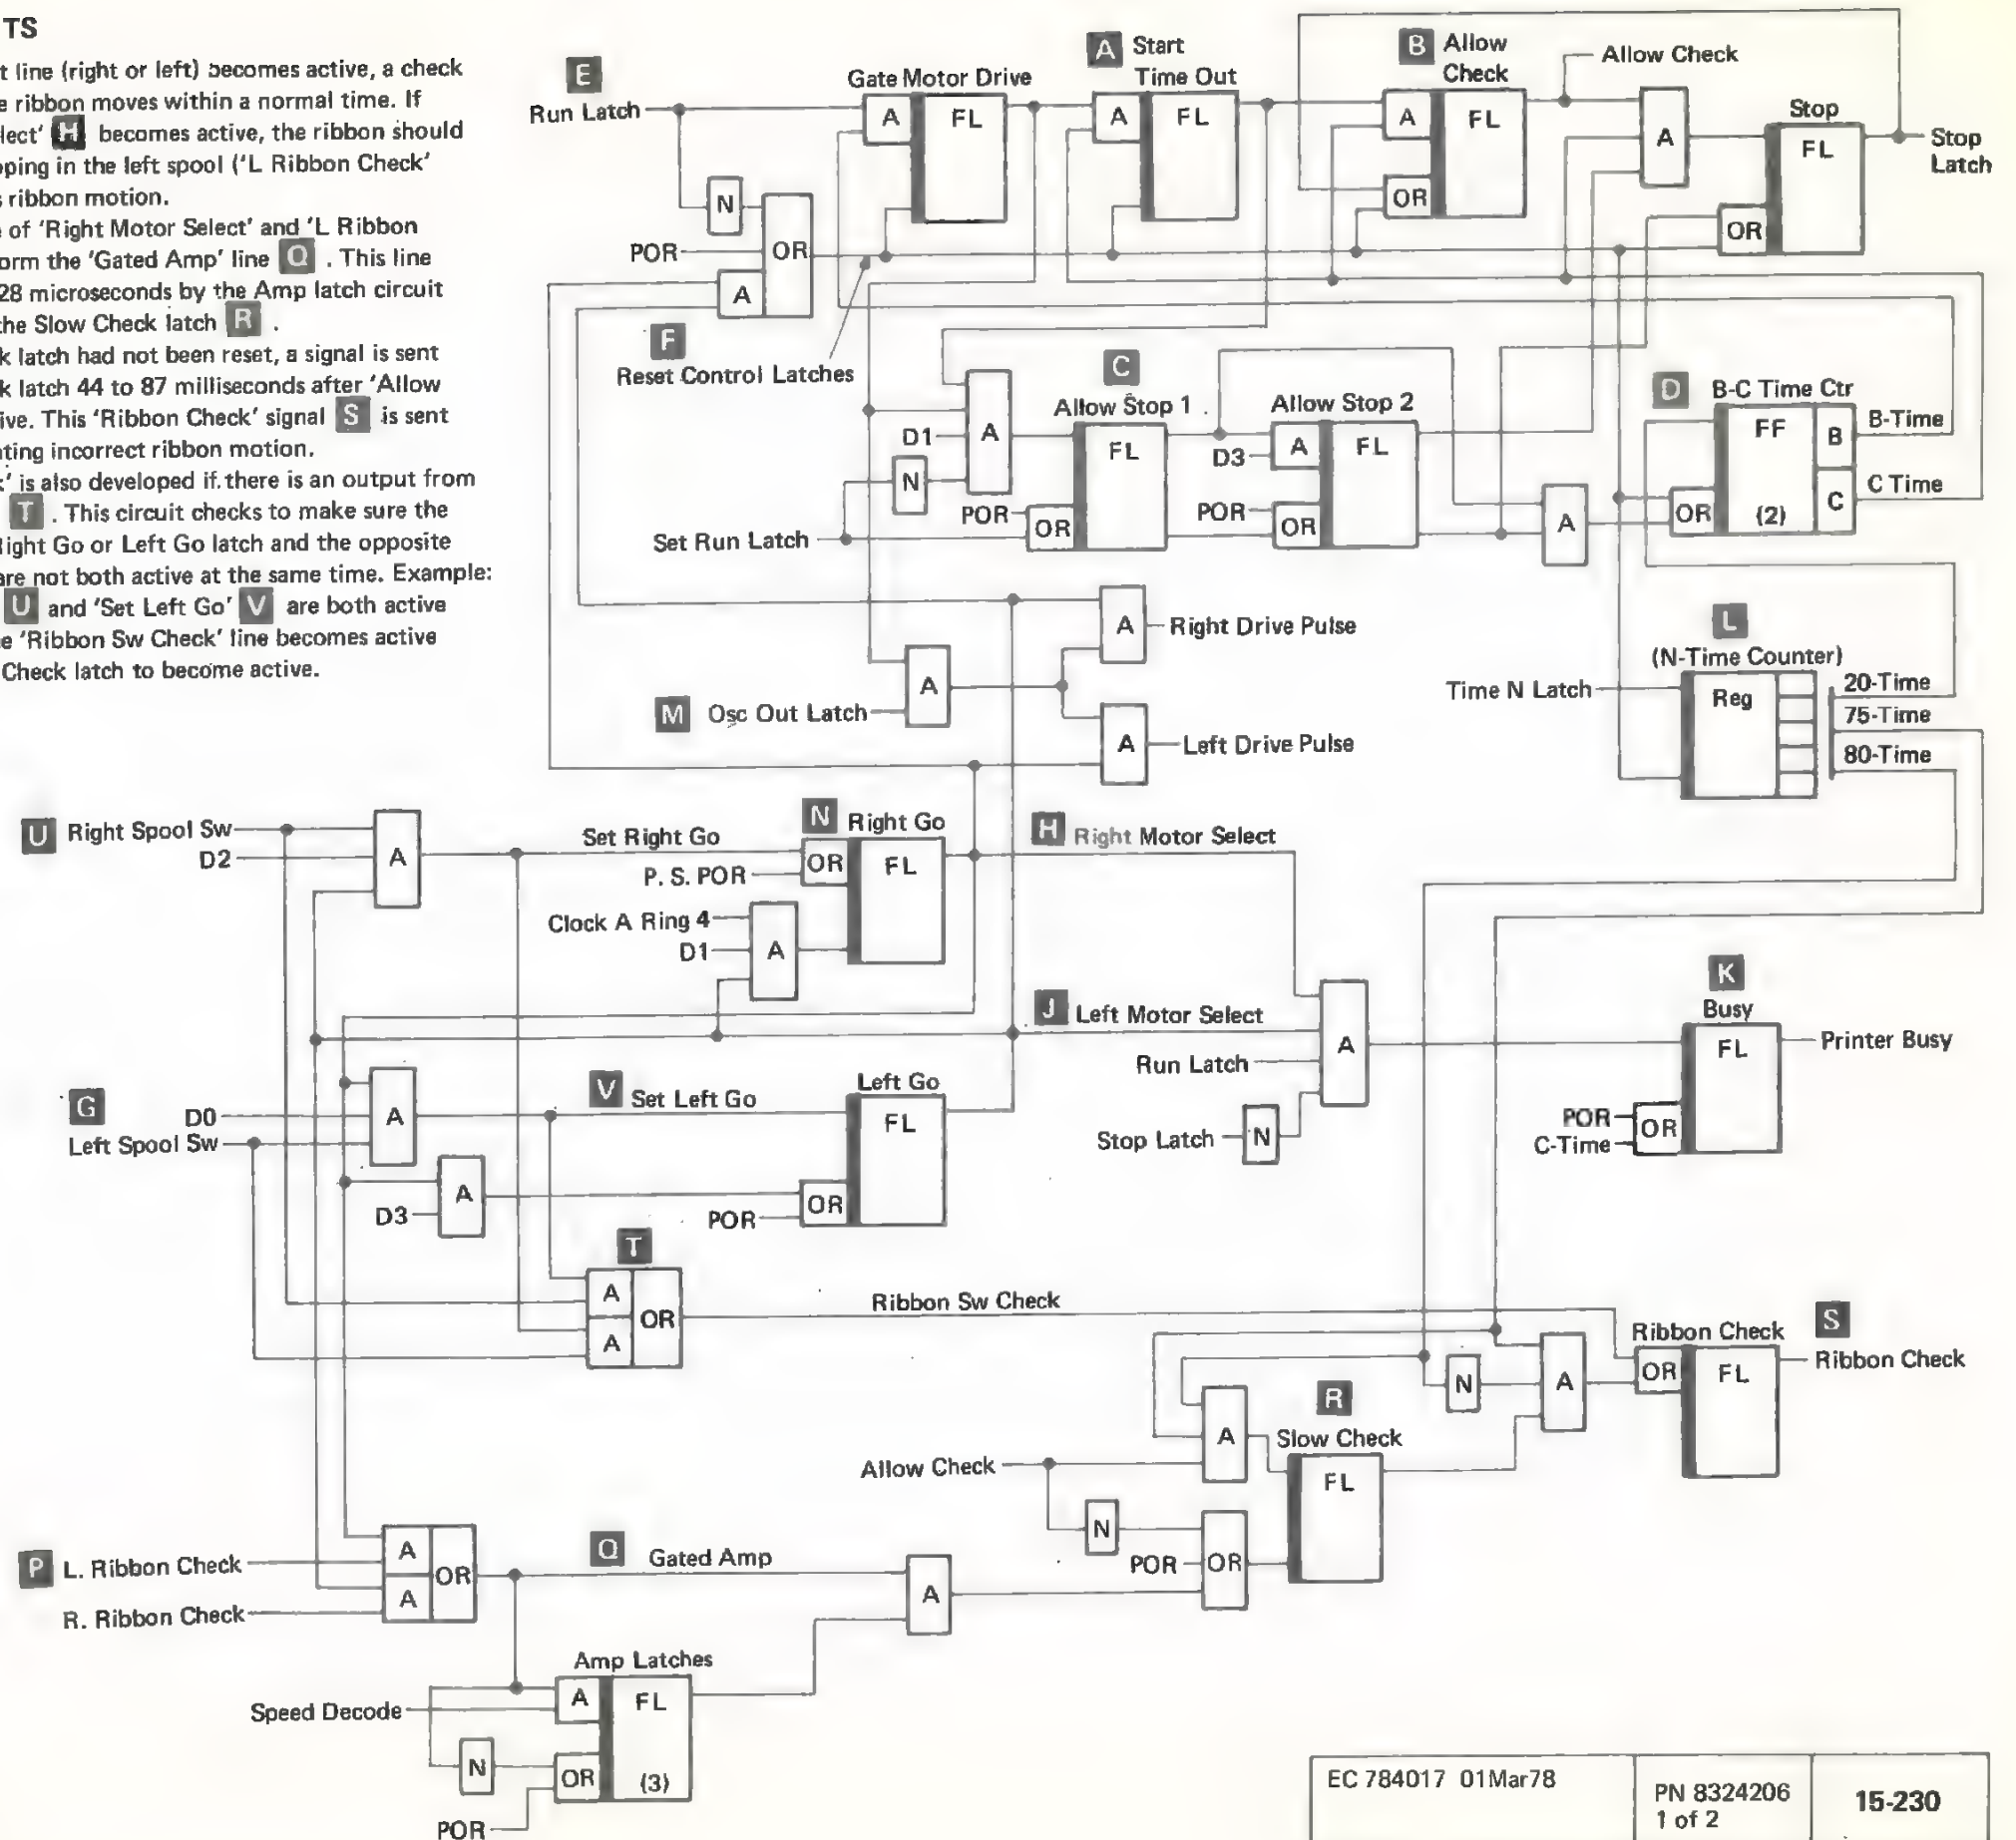 TS
t line (right or left) becomes active, a check
e ribbon moves within a normal time. If
lect' H becomes active, the ribbon should
ping in the left spool ('L Ribbon Check'
s ribbon motion.
e of 'Right Motor Select' and 'L Ribbon
orm the 'Gated Amp' line Q . This line
28 microseconds by the Amp latch circuit
the Slow Check latch R .
k latch had not been reset, a signal is sent
k latch 44 to 87 milliseconds after 'Allow
ive. This 'Ribbon Check' signal S is sent
ating incorrect ribbon motion.
k' is also developed if there is an output from
T . This circuit checks to make sure the
Right Go or Left Go latch and the opposite
are not both active at the same time. Example:
U and 'Set Left Go' V are both active
e 'Ribbon Sw Check' line becomes active
Check latch to become active.
E
Run Latch
Gate Motor Drive
A FL
A Start
Time Out
A FL
B Allow
Check
A FL
OR
Allow Check
A
Stop
FL
OR
Stop
Latch
N
POR
OR
A
F
Reset Control Latches
C
Allow Stop 1
D1
A
FL
N
POR
OR
Set Run Latch
Allow Stop 2
D3
A FL
POR
OR
A
D B-C Time Ctr
FF
B
B-Time
C
C Time
OR
(2)
A
Right Drive Pulse
L
(N-Time Counter)
Time N Latch
Reg
20-Time
75-Time
80-Time
A
M Osc Out Latch
A
Left Drive Pulse
U Right Spool Sw
D2
A
Set Right Go
P. S. POR
N Right Go
OR FL
Clock A Ring 4
D1
A
H Right Motor Select
J Left Motor Select
Run Latch
Stop Latch
N
A
K
Busy
FL
POR
C-Time
OR
Printer Busy
G
D0
Left Spool Sw
A
V Set Left Go
Left Go
FL
D3
A
POR
OR
T
A
OR
A
Ribbon Sw Check
Ribbon Check
S
OR FL
Ribbon Check
N
A
R
Slow Check
A
FL
Allow Check
N
POR
OR
P L. Ribbon Check
R. Ribbon Check
A
OR
A
Q Gated Amp
A
Amp Latches
Speed Decode
A FL
N
OR (3)
POR
EC 784017 01Mar78
PN 8324206
1 of 2
15-230